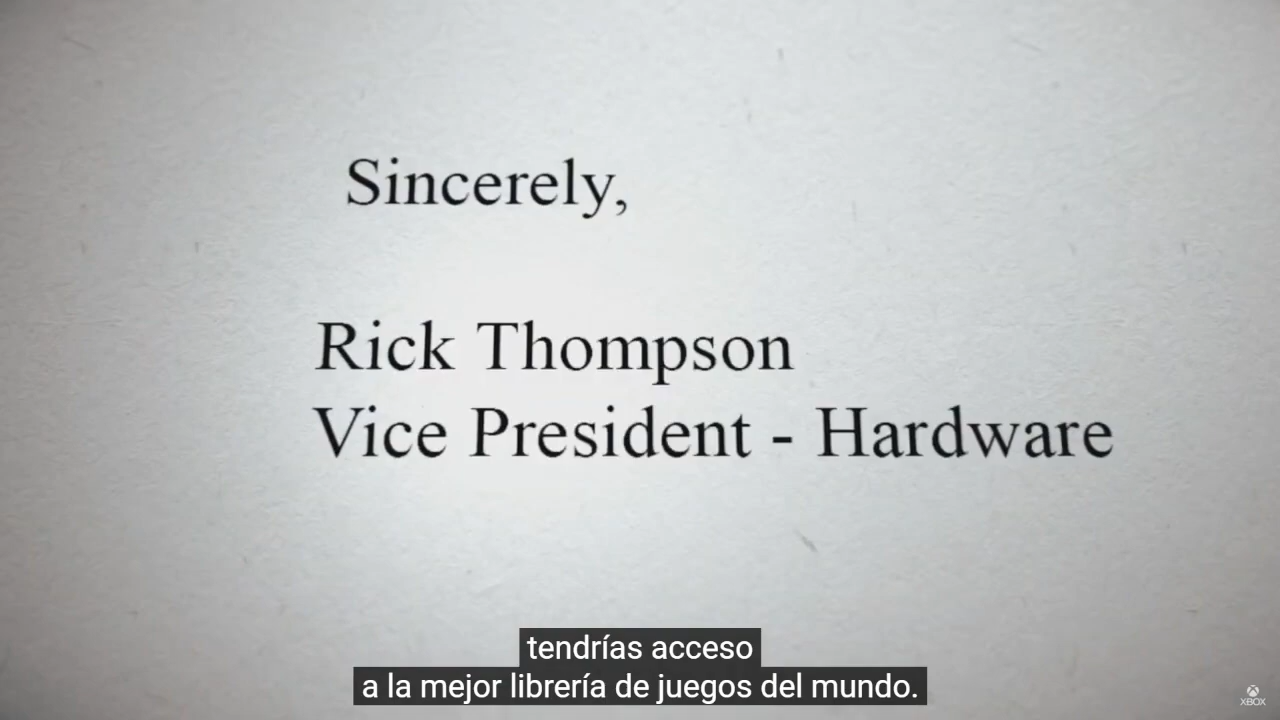 Sincerely,
Rick Thompson
Vice President - Hardware
tendrías acceso
a la mejor librería de juegos del mundo.
XBOX